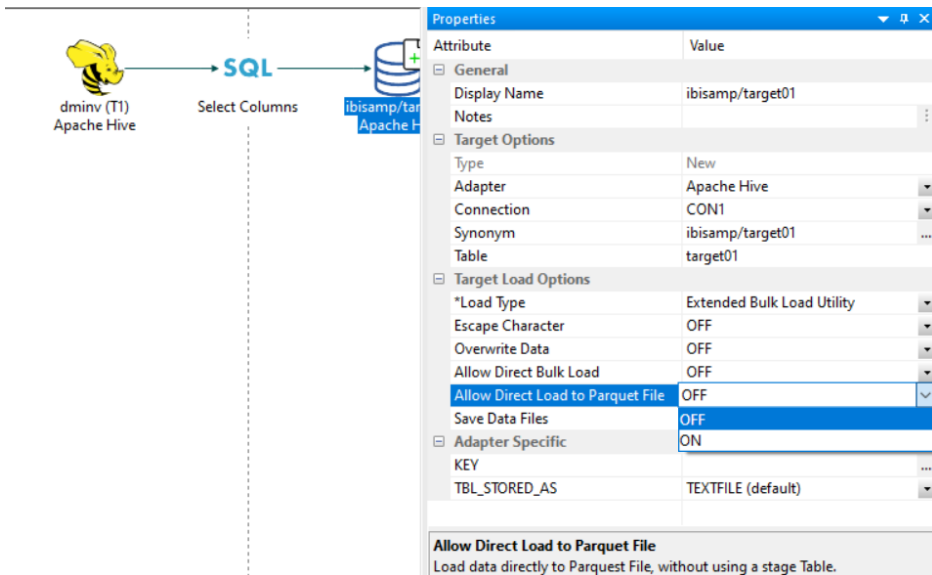 Properties
Attribute Value
General
Display Name ibisamp/target01
Notes
Target Options
Type New
Adapter Apache Hive
Connection CON1
Synonym ibisamp/target01 ...
Table target01
Target Load Options
*Load Type Extended Bulk Load Utility
Escape Character OFF
Overwrite Data OFF
Allow Direct Bulk Load OFF
Allow Direct Load to Parquet File OFF
Save Data Files
OFF
ON
Adapter Specific
KEY ...
TBL_STORED_AS TEXTFILE (default)
Allow Direct Load to Parquet File
Load data directly to Parquest File, without using a stage Table.
SQL
dminv (T1)
Apache Hive
Select Columns
ibisamp/tar
Apache H